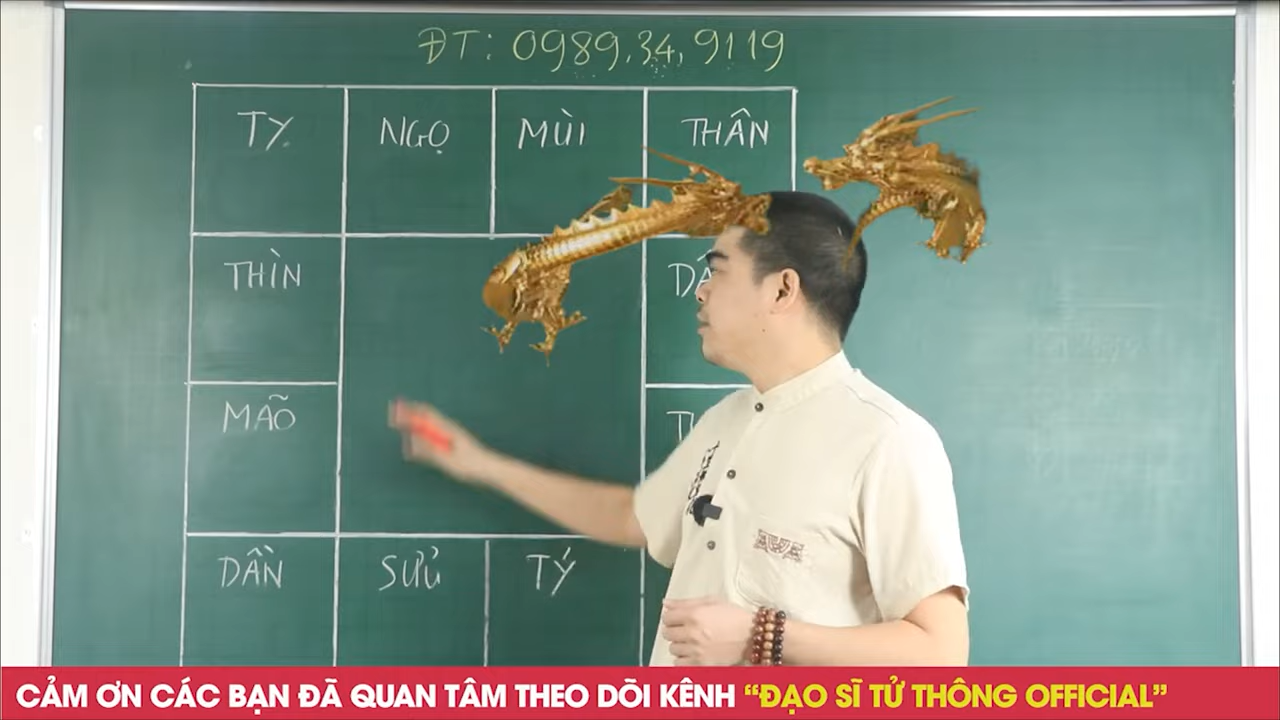 ĐT: 0989.34.9119
TỴ NGỌ MÙI THÂN
THÌN
MÃO
DẦN SỬU TÝ
CẢM ƠN CÁC BẠN ĐÃ QUAN TÂM THEO DÕI KÊNH “ĐẠO SĨ TỬ THÔNG OFFICIAL”